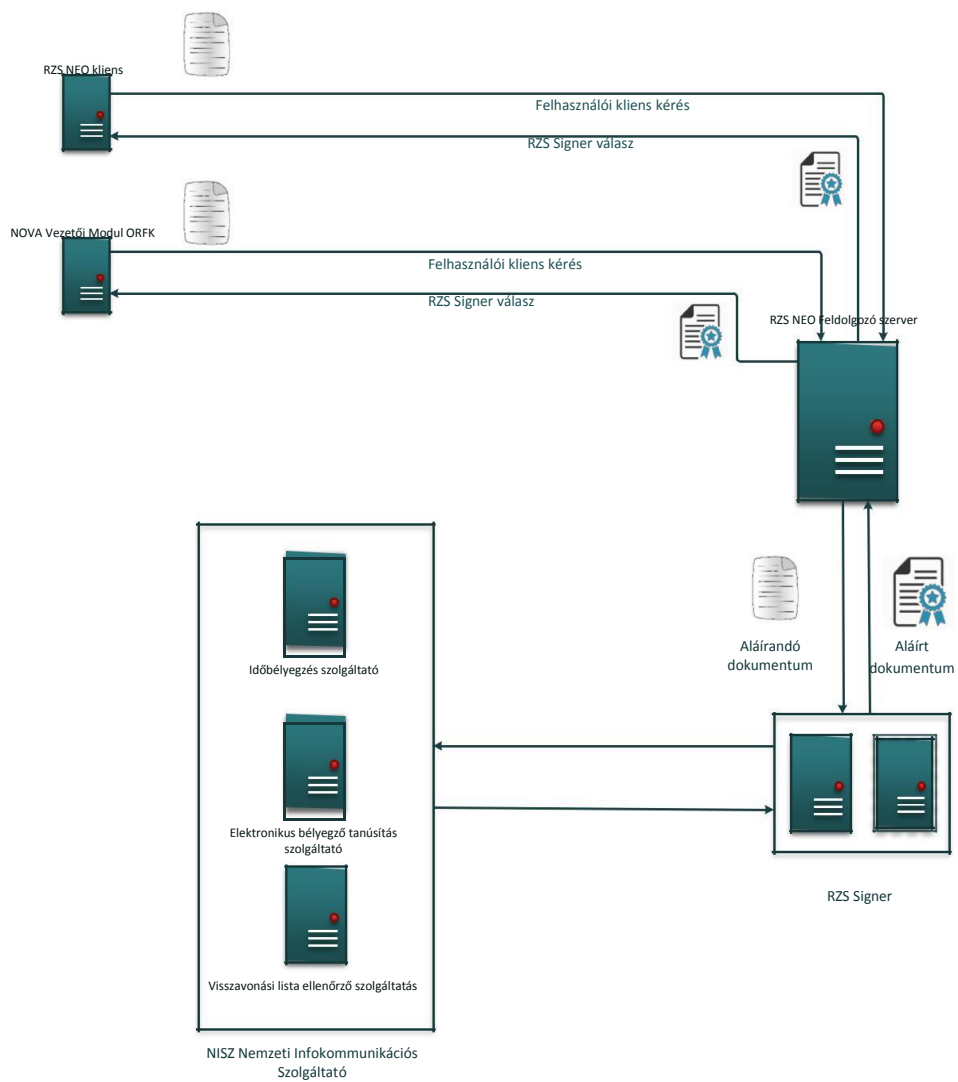 RZS NEO kliens
Felhasználói kliens kérés
RZS Signer válasz
NOVA Vezetői Modul ORFK
Felhasználói kliens kérés
RZS Signer válasz
RZS NEO Feldolgozó szerver
Aláírandó
dokumentum
Aláírt
dokumentum
Időbélyegzés szolgáltató
Elektronikus bélyegző tanúsítás
szolgáltató
Visszavonási lista ellenőrző szolgáltatás
RZS Signer
NISZ Nemzeti Infokommunikációs
Szolgáltató